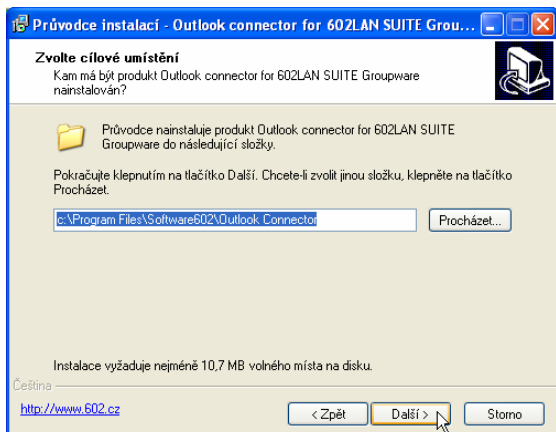 Průvodce instalací - Outlook connector for 602LAN SUITE Grou...
Zvolte cílové umístění
Kam má být produkt Outlook connector for 602LAN SUITE Groupware
nainstalován?
Průvodce nainstaluje produkt Outlook connector for 602LAN SUITE
Groupware do následující složky.
Pokračujte klepnutím na tlačítko Další. Chcete-li zvolit jinou složku, klepněte na tlačítko
Procházet.
c:\Program Files\Software602\Outlook Connector
Procházet...
Instalace vyžaduje nejméně 10,7 MB volného místa na disku.
Čeština
http://www.602.cz
< Zpět
Další >
Storno